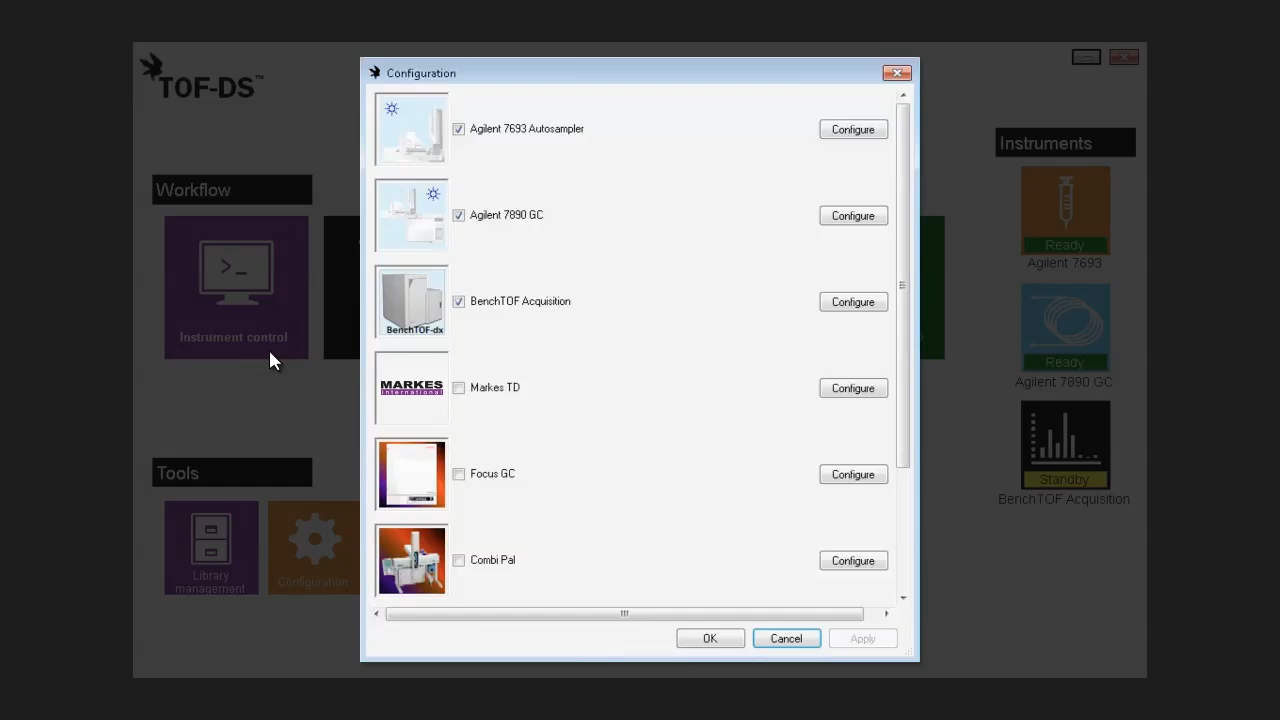 TOF-DS™
Configuration
Agilent 7693 Autosampler
Configure
Agilent 7890 GC
Configure
BenchTOF-dx
BenchTOF Acquisition
Configure
MARKES
international
Markes TD
Configure
Focus GC
Configure
Combi Pal
Configure
OK
Cancel
Apply
Workflow
>_
Instrument control
Tools
Library
management
Configuration
Instruments
Ready
Agilent 7693
Ready
Agilent 7890 GC
Standby
BenchTOF Acquisition